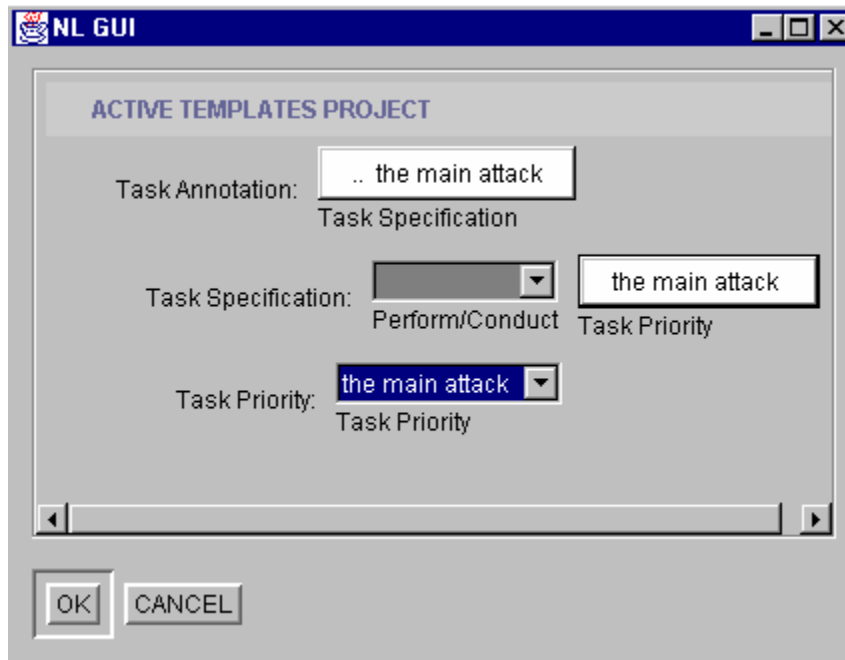 NL GUI
ACTIVE TEMPLATES PROJECT
Task Annotation: .. the main attack
Task Specification
Task Specification: the main attack
Perform/Conduct Task Priority
Task Priority: the main attack
Task Priority
OK CANCEL